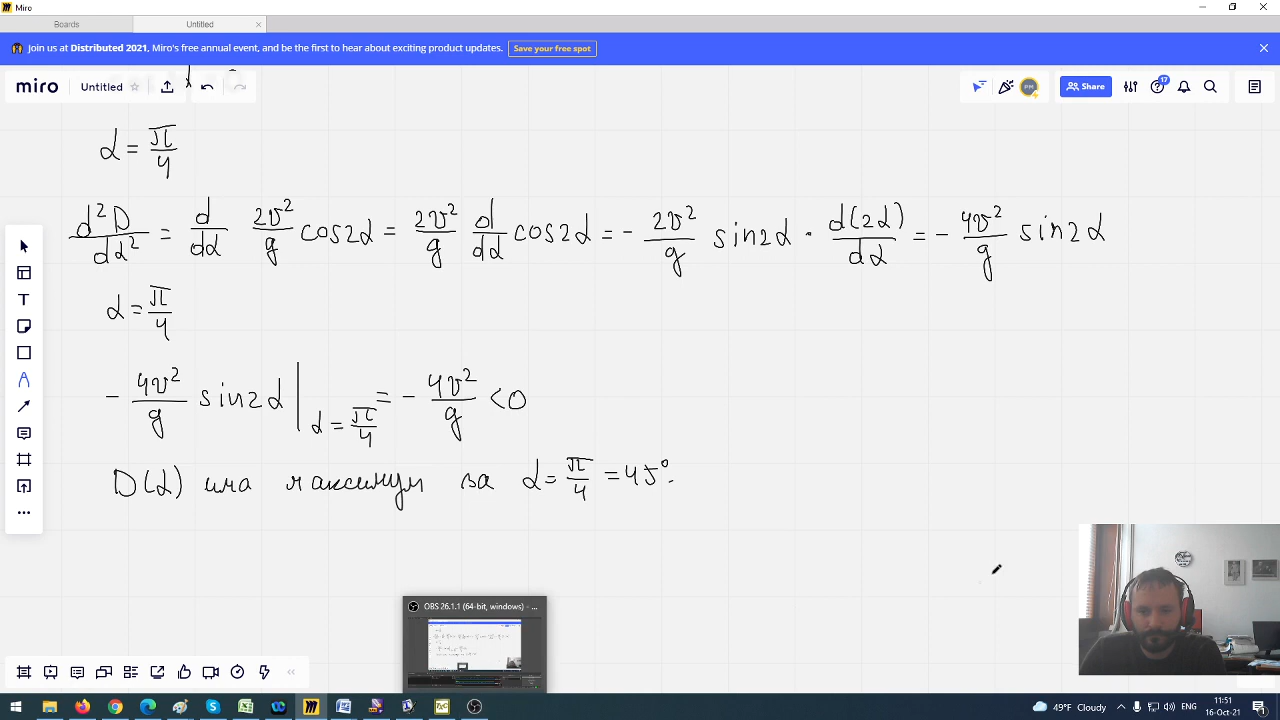 Miro
Boards
Untitled
Join us at Distributed 2021, Miro's free annual event, and be the first to hear about exciting product updates. Save your free spot
miro Untitled
PM Share 17
α = π/4
d²D/dα² = d/dα 2v²/g cos2α = 2v²/g d/dα cos2α = - 2v²/g sin2α · d(2α)/dα = - 4v²/g sin2α
α = π/4
- 4v²/g sin2α | α = π/4 = - 4v²/g < 0
D(α) има максимум за α = π/4 = 45°.
OBS 26.1.1 (64-bit, windows) - ...
49°F Cloudy ENG 11:51
16-Oct-21